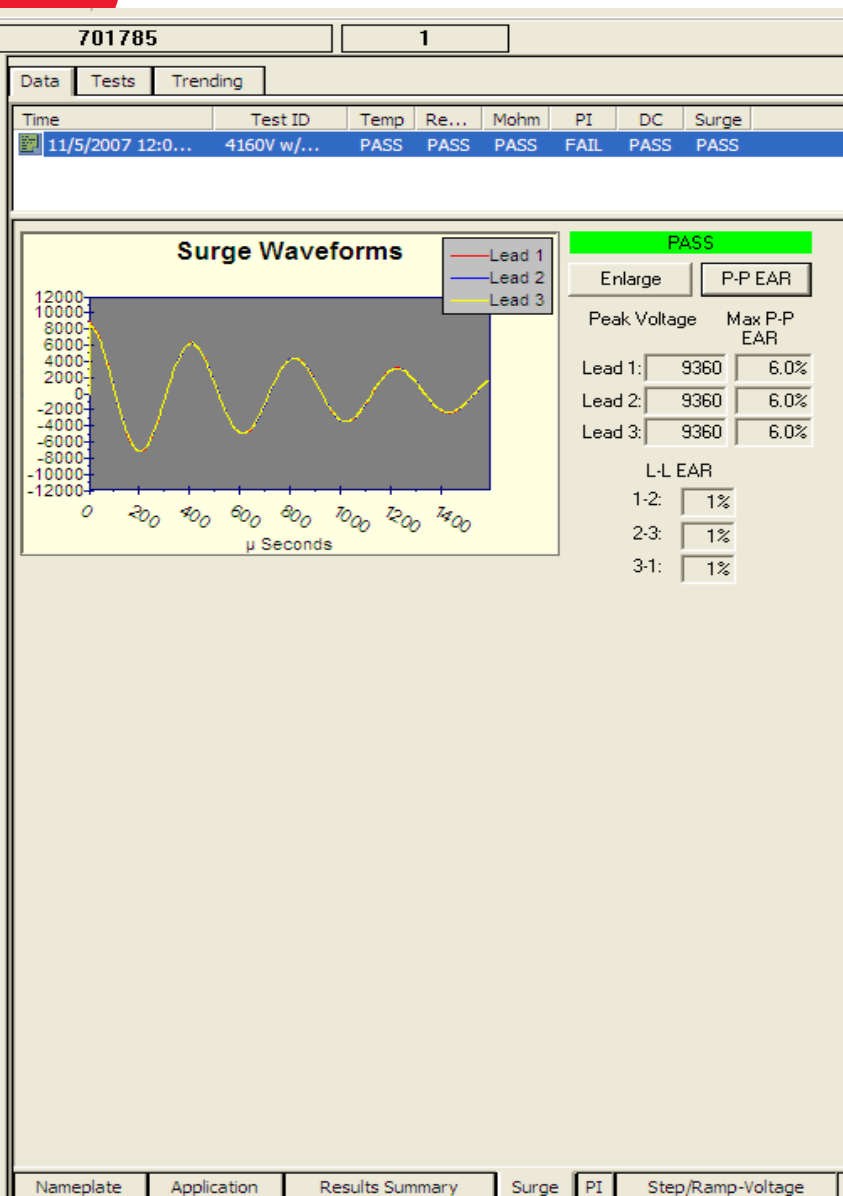 701785 1
Data Tests Trending
Time Test ID Temp Re... Mohm PI DC Surge
11/5/2007 12:0... 4160V w/... PASS PASS PASS FAIL PASS PASS
Surge Waveforms
Lead 1
Lead 2
Lead 3
12000
10000
8000
6000
4000
2000
0
-2000
-4000
-6000
-8000
-10000
-12000
0 200 400 600 800 1000 1200 1400
µ Seconds
PASS
Enlarge P-P EAR
Peak Voltage Max P-P EAR
Lead 1: 9360 6.0%
Lead 2: 9360 6.0%
Lead 3: 9360 6.0%
L-L EAR
1-2: 1%
2-3: 1%
3-1: 1%
Nameplate Application Results Summary Surge PI Step/Ramp-Voltage